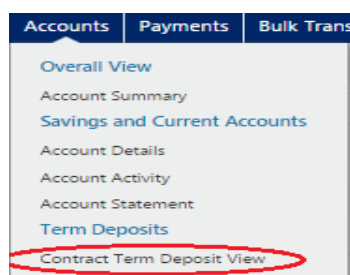 Accounts Payments Bulk Trans
Overall View
Account Summary
Savings and Current Accounts
Account Details
Account Activity
Account Statement
Term Deposits
Contract Term Deposit View